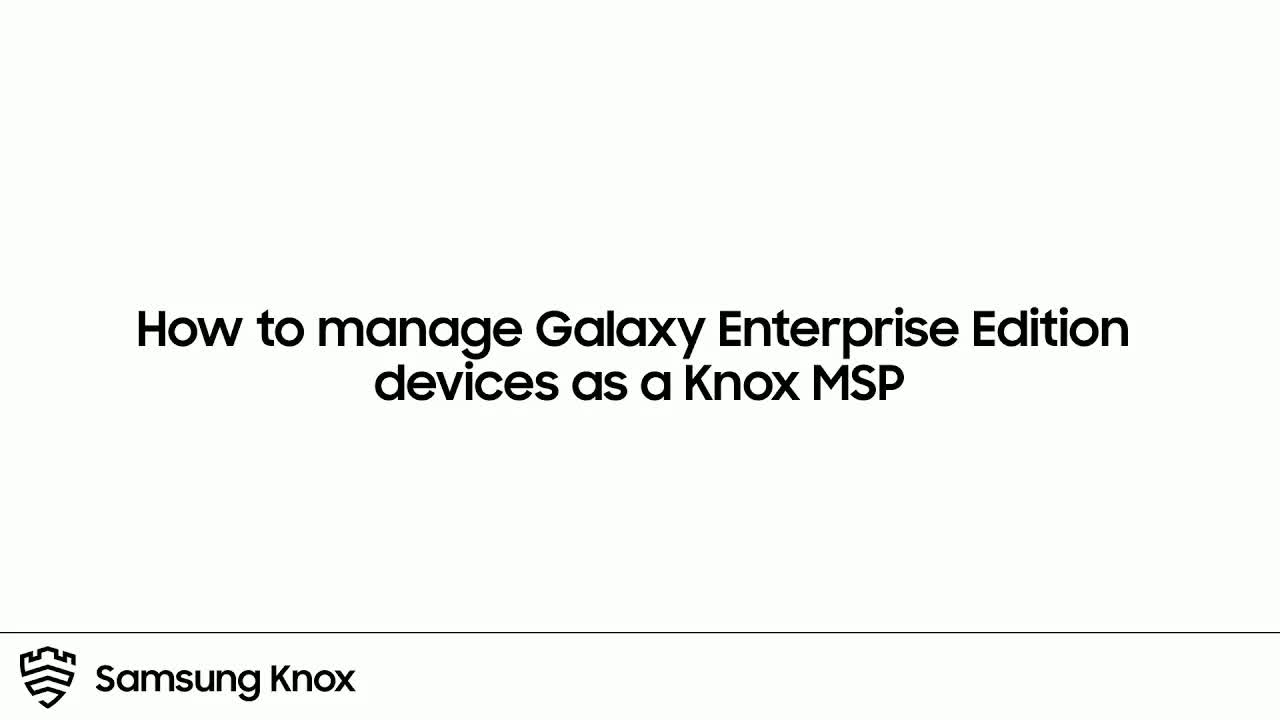 How to manage Galaxy Enterprise Edition
devices as a Knox MSP
Samsung Knox